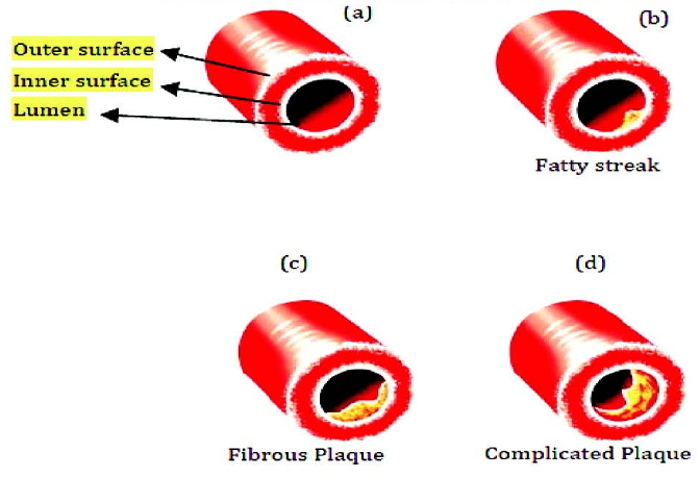 (a)
(b)
Outer surface
Inner surface
Lumen
Fatty streak
(c)
(d)
Fibrous Plaque
Complicated Plaque